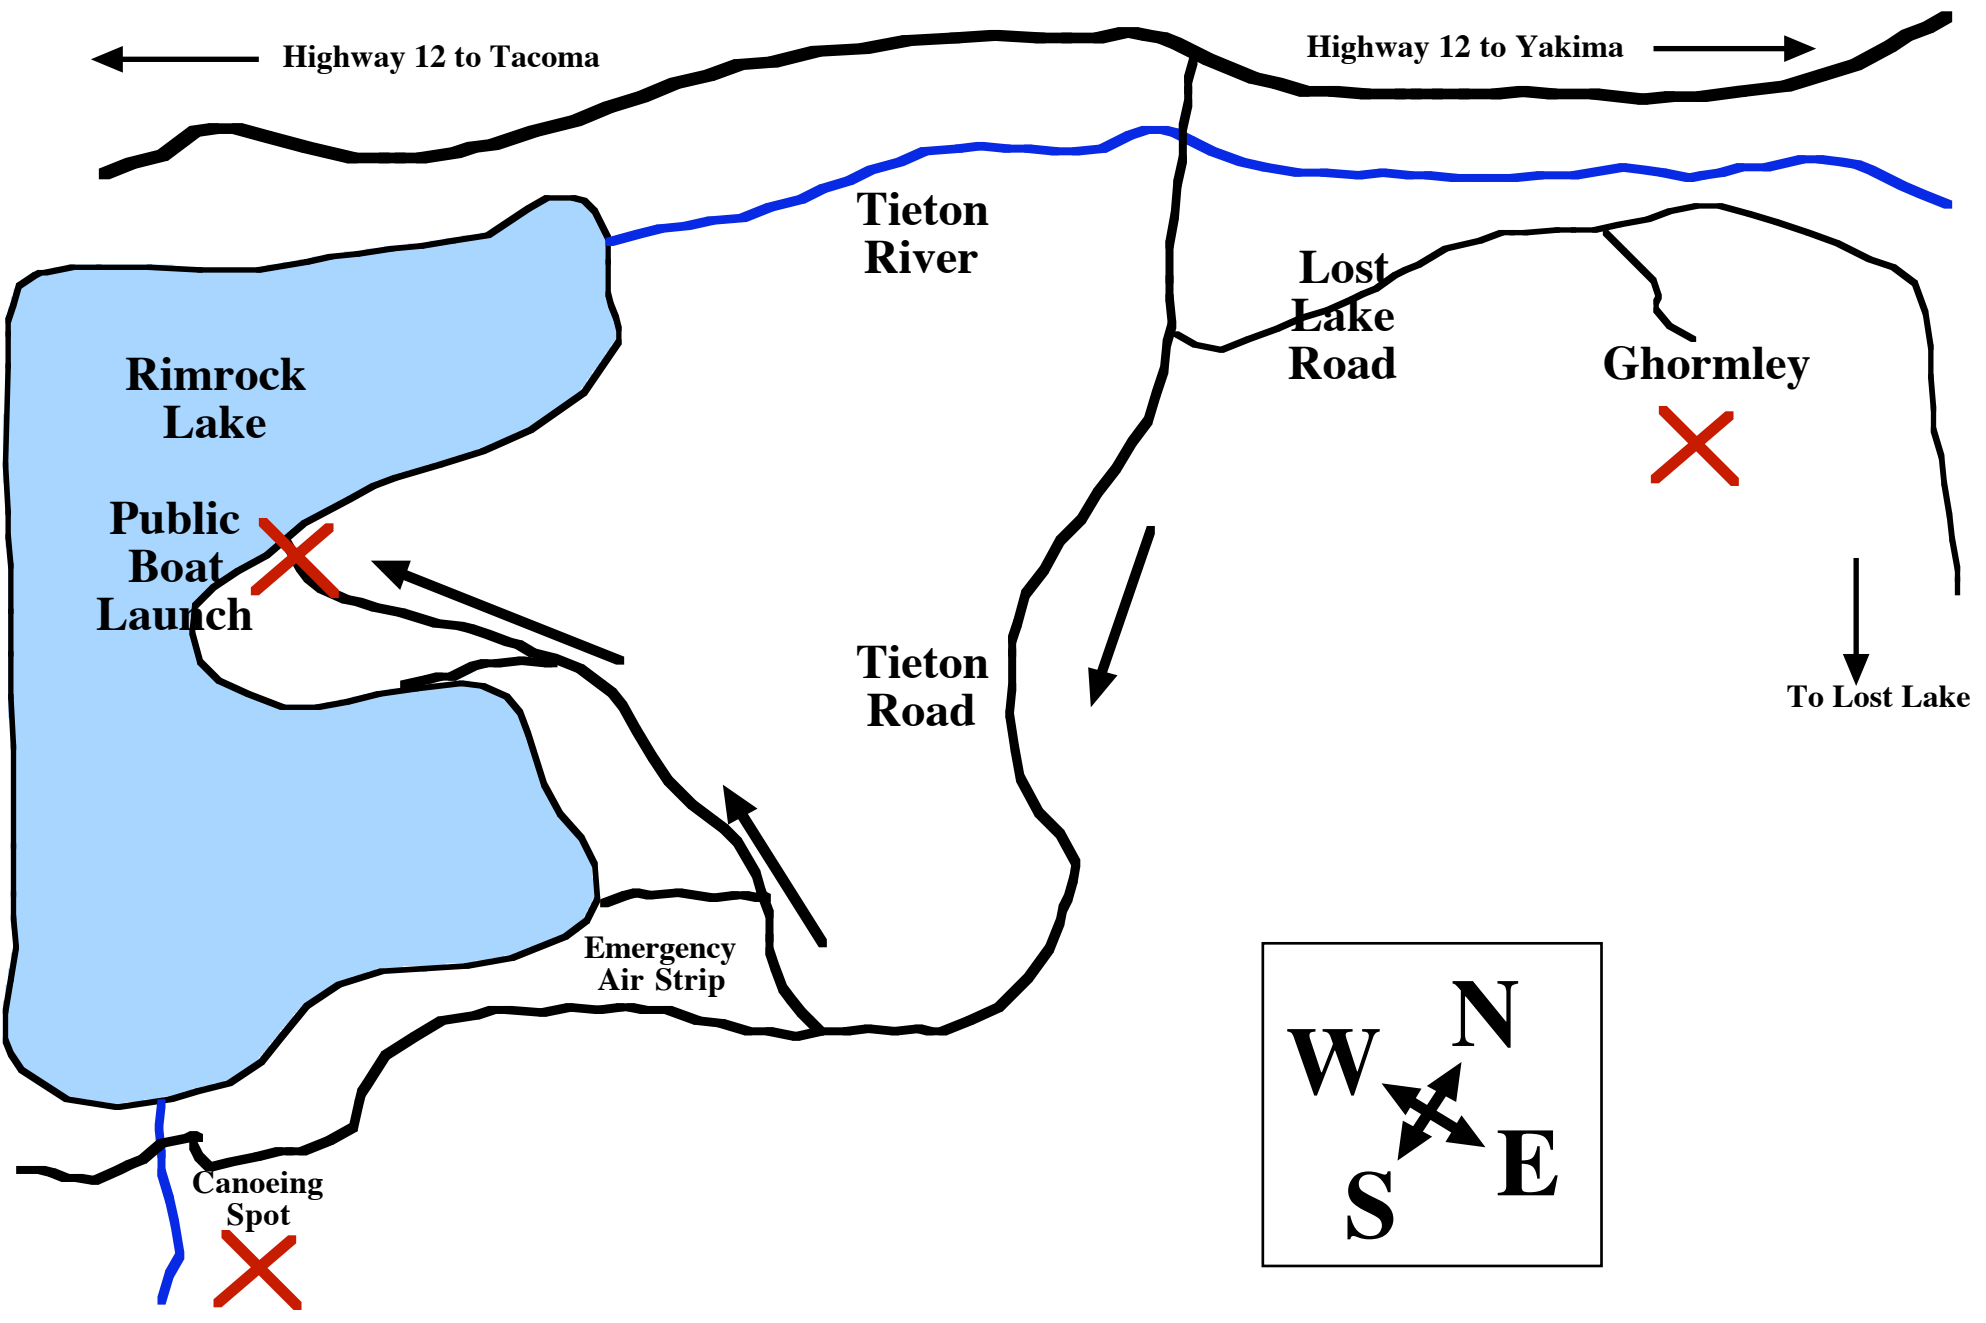 Highway 12 to Tacoma
Highway 12 to Yakima
Tieton
River
Lost
Lake
Road
Ghormley
Rimrock
Lake
Public
Boat
Launch
Tieton
Road
To Lost Lake
Emergency
Air Strip
Canoeing
Spot
N
W
E
S